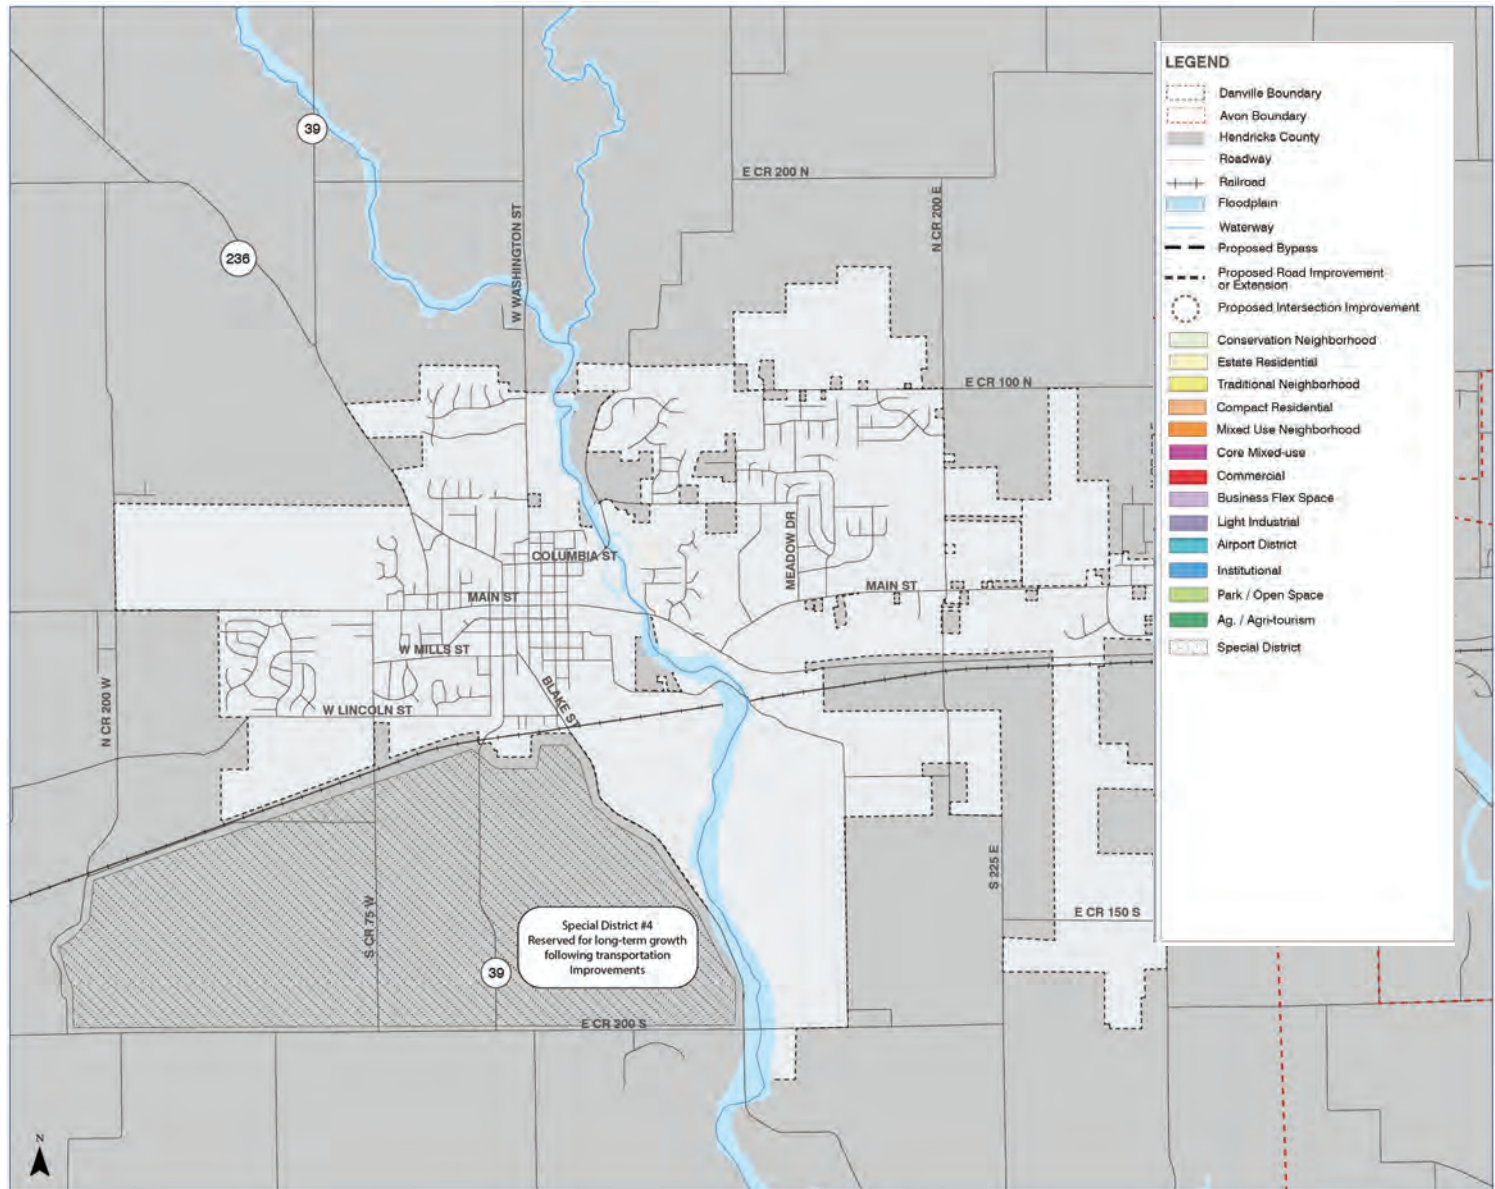 39
E CR 200 N
N CR 200 E
W WASHINGTON ST
236
E CR 100 N
COLUMBIA ST
MEADOW DR
MAIN ST
MAIN ST
W MILLS ST
BLAKE ST
W LINCOLN ST
N CR 200 W
S 225 E
S CR 75 W
E CR 150 S
Special District #4
Reserved for long-term growth
following transportation
Improvements
39
E CR 200 S
N
LEGEND
Danville Boundary
Avon Boundary
Hendricks County
Roadway
Railroad
Floodplain
Waterway
Proposed Bypass
Proposed Road Improvement
or Extension
Proposed Intersection Improvement
Conservation Neighborhood
Estate Residential
Traditional Neighborhood
Compact Residential
Mixed Use Neighborhood
Core Mixed-use
Commercial
Business Flex Space
Light Industrial
Airport District
Institutional
Park / Open Space
Ag. / Agri-tourism
Special District